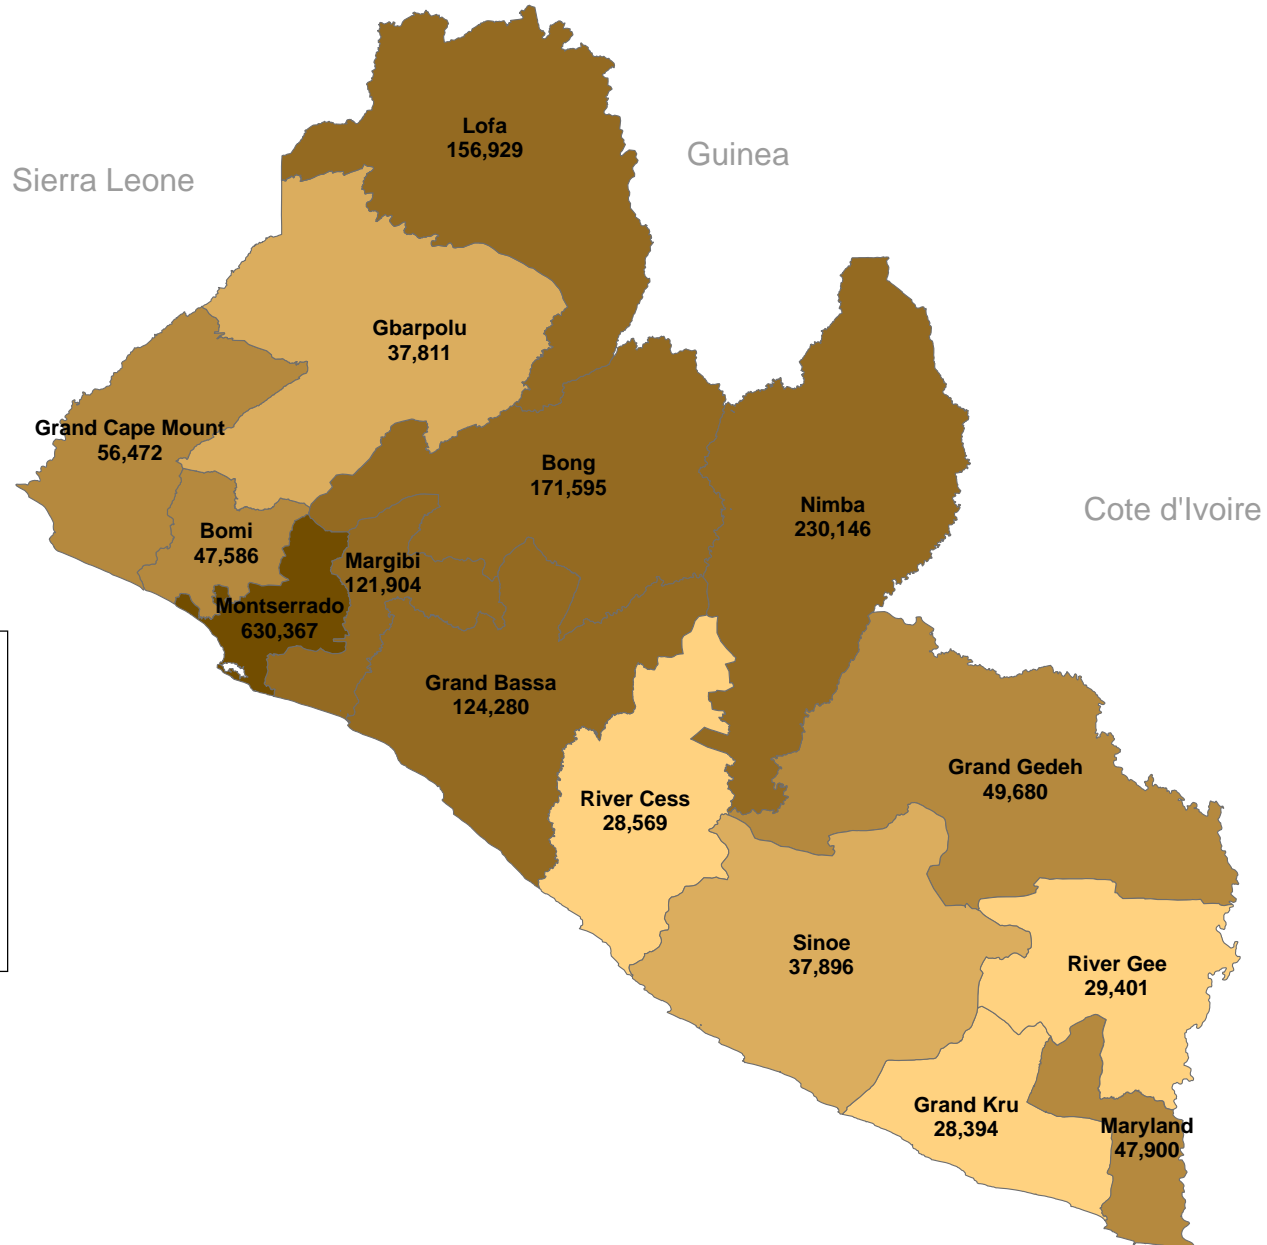 Lofa
156,929
Guinea
Sierra Leone
Gbarpolu
37,811
Grand Cape Mount
56,472
Bong
171,595
Nimba
230,146
Cote d'Ivoire
Bomi
47,586
Margibi
121,904
Montserrado
630,367
Grand Bassa
124,280
Grand Gedeh
49,680
River Cess
28,569
Sinoe
37,896
River Gee
29,401
Grand Kru
28,394
Maryland
47,900